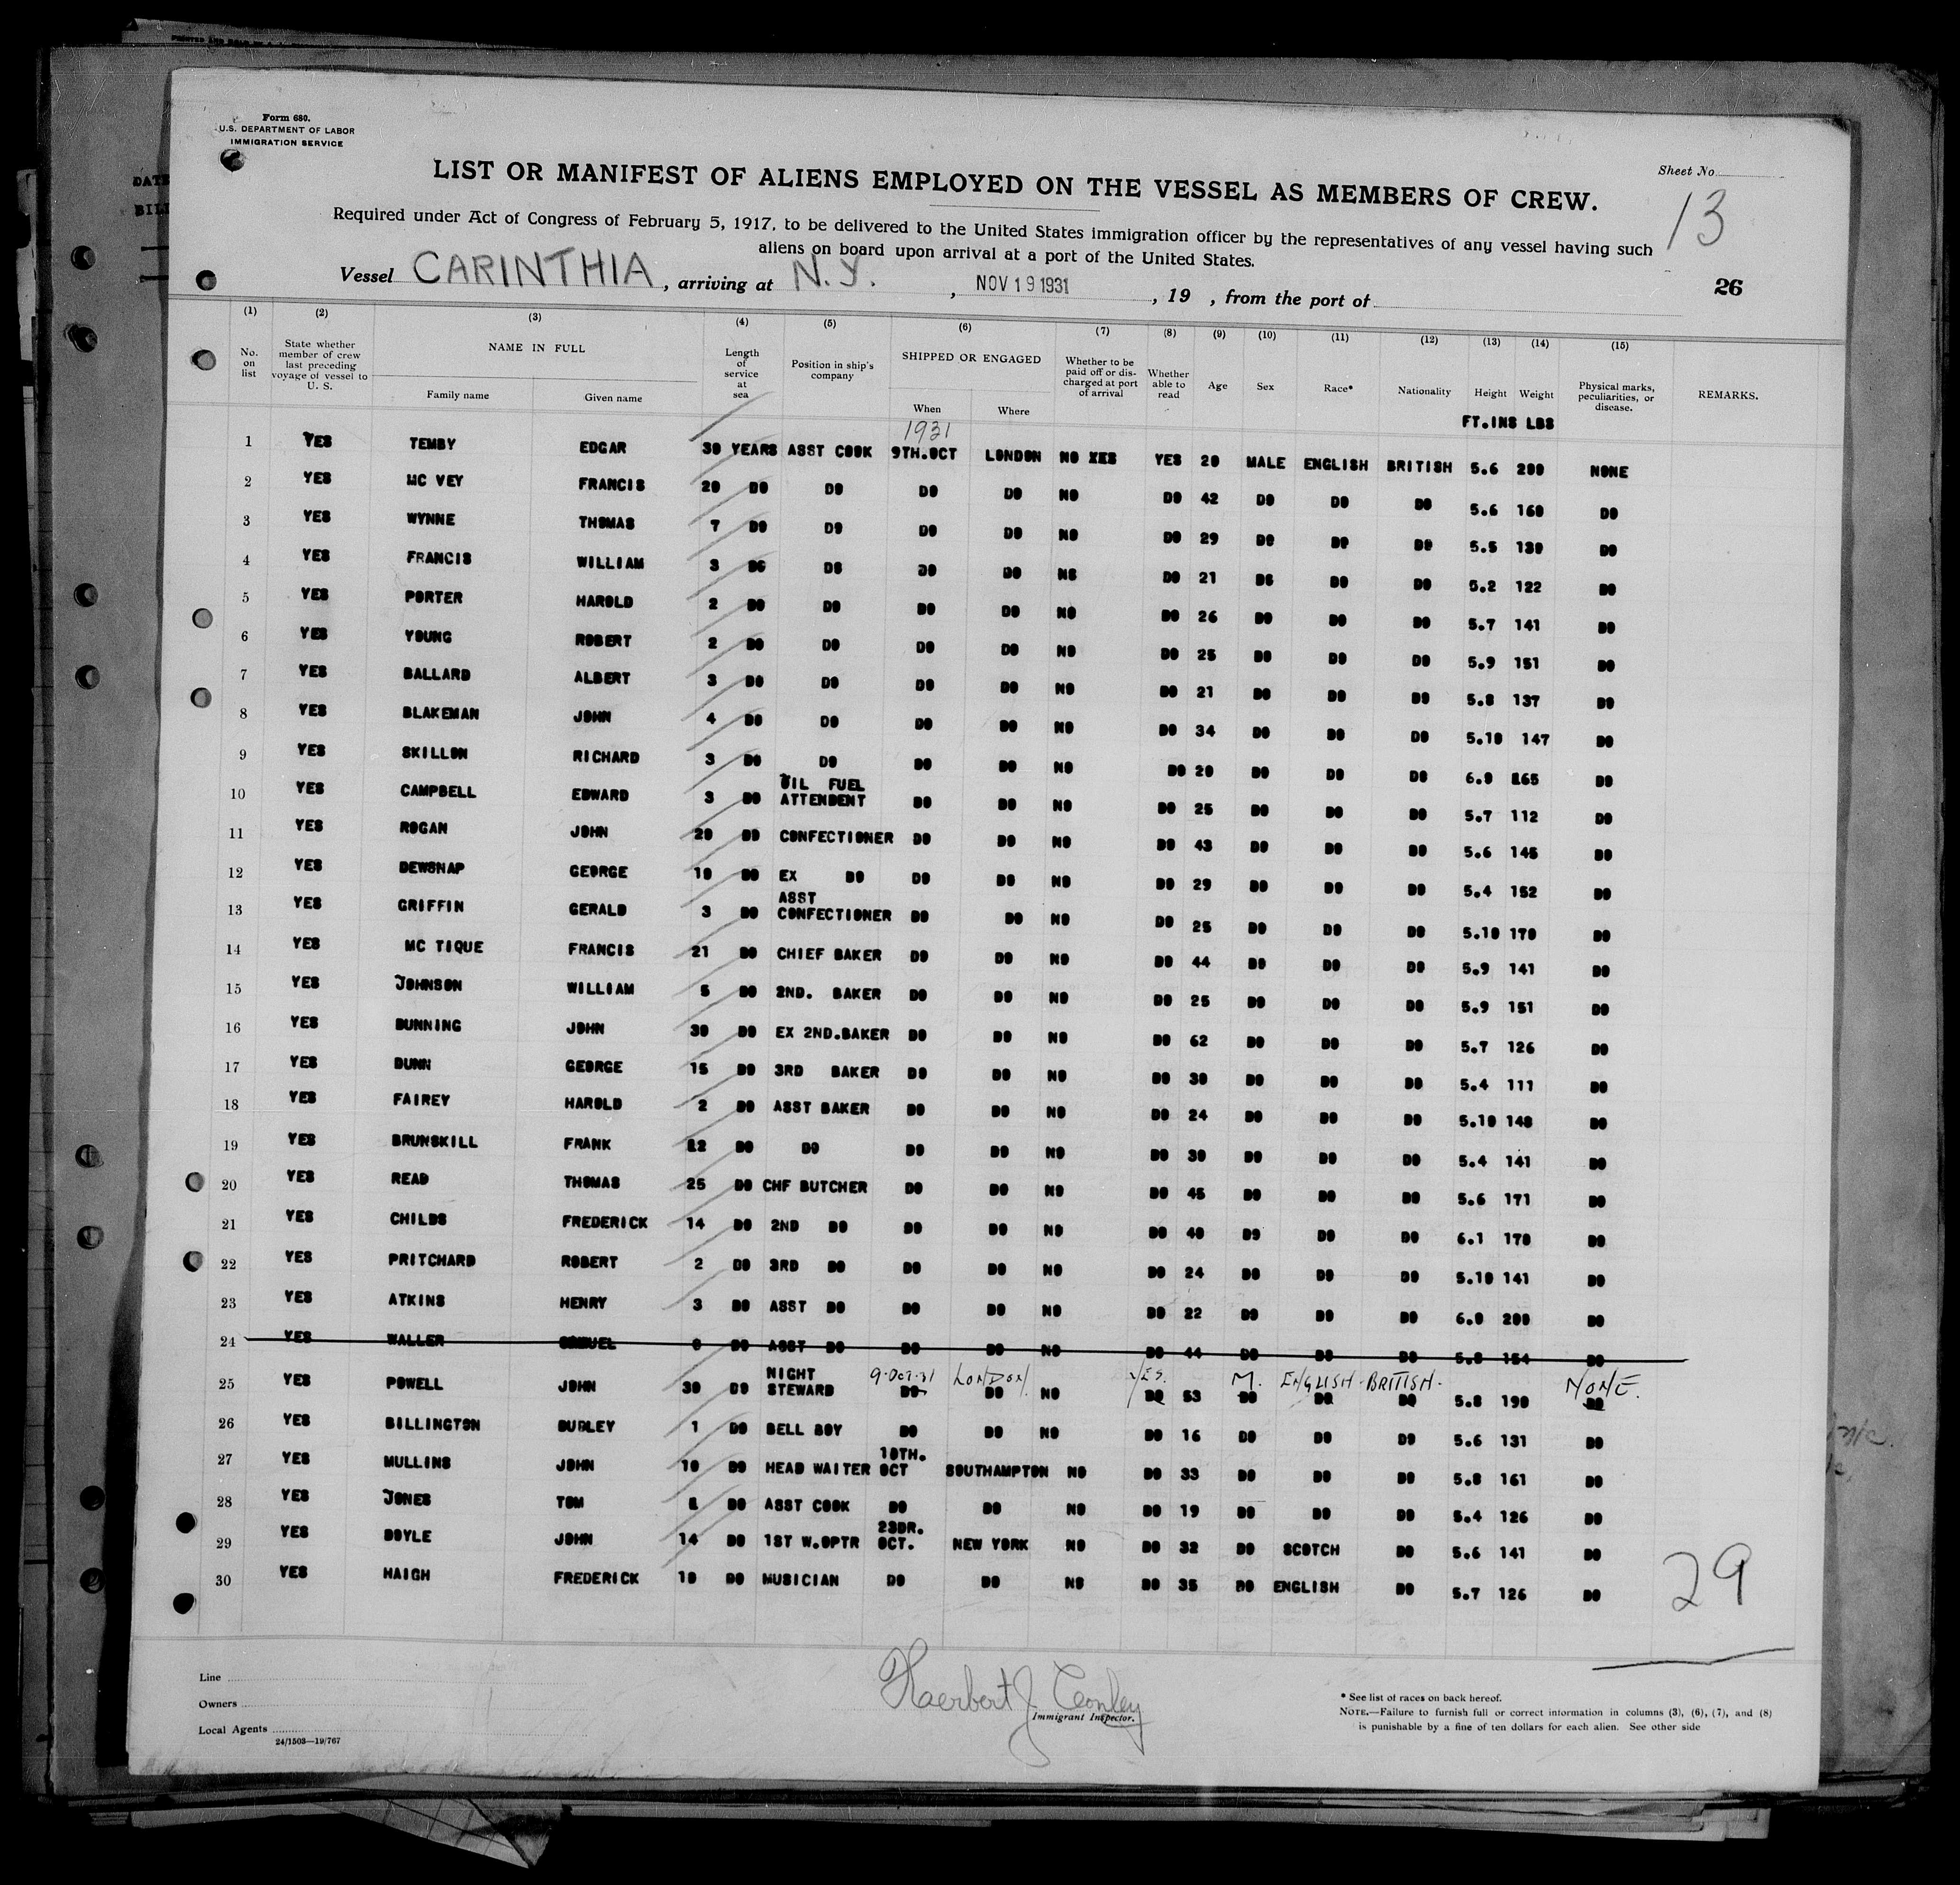 Form 680.
U.S. DEPARTMENT OF LABOR
IMMIGRATION SERVICE
Sheet No.
13
LIST OR MANIFEST OF ALIENS EMPLOYED ON THE VESSEL AS MEMBERS OF CREW.
Required under Act of Congress of February 5, 1917, to be delivered to the United States immigration officer by the representatives of any vessel having such
aliens on board upon arrival at a port of the United States.
Vessel CARINTHIA, arriving at N.Y., NOV 19 1931, 19 , from the port of
26
(1) (2) (3) (4) (5) (6) (7) (8) (9) (10) (11) (12) (13) (14) (15)
No. on list State whether member of crew last preceding voyage of vessel to U. S. NAME IN FULL Family name Given name Length of service at sea Position in ship's company SHIPPED OR ENGAGED When Where Whether to be paid off or discharged at port of arrival Whether able to read Age Sex Race* Nationality Height Weight Physical marks, peculiarities, or disease. REMARKS.
1931 FT.INS LBS
1 YES TEMBY EDGAR 30 YEARS ASST COOK 9TH.OCT LONDON NO YES 20 MALE ENGLISH BRITISH 5.6 200 NONE
2 YES MC VEY FRANCIS 20 DO DO DO DO NO DO 42 DO DO DO 5.6 160 DO
3 YES WYNNE THOMAS 7 DO DO DO DO NO DO 29 DO DO DO 5.5 130 DO
4 YES FRANCIS WILLIAM 3 DO DO DO DO NO DO 21 DO DO DO 5.2 122 DO
5 YES PORTER HAROLD 2 DO DO DO DO NO DO 26 DO DO DO 5.7 141 DO
6 YES YOUNG ROBERT 2 DO DO DO DO NO DO 25 DO DO DO 5.9 151 DO
7 YES BALLARD ALBERT 3 DO DO DO DO NO DO 21 DO DO DO 5.8 137 DO
8 YES BLAKEMAN JOHN 4 DO DO DO DO NO DO 34 DO DO DO 5.10 147 DO
9 YES SKILLON RICHARD 3 DO DO DO DO NO DO 20 DO DO DO 6.0 165 DO
10 YES CAMPBELL EDWARD 3 DO OIL FUEL ATTENDENT DO DO NO DO 25 DO DO DO 5.7 112 DO
11 YES ROGAN JOHN 20 DO CONFECTIONER DO DO NO DO 43 DO DO DO 5.6 145 DO
12 YES DEWSNAP GEORGE 10 DO EX DO DO DO NO DO 29 DO DO DO 5.4 152 DO
13 YES GRIFFIN GERALD 3 DO ASST CONFECTIONER DO DO NO DO 25 DO DO DO 5.10 170 DO
14 YES MC TIQUE FRANCIS 21 DO CHIEF BAKER DO DO NO DO 44 DO DO DO 5.9 141 DO
15 YES JOHNSON WILLIAM 5 DO 2ND. BAKER DO DO NO DO 25 DO DO DO 5.9 151 DO
16 YES DUNNING JOHN 30 DO EX 2ND.BAKER DO DO NO DO 62 DO DO DO 5.7 126 DO
17 YES DUNN GEORGE 15 DO 3RD BAKER DO DO NO DO 30 DO DO DO 5.4 111 DO
18 YES FAIREY HAROLD 2 DO ASST BAKER DO DO NO DO 24 DO DO DO 5.10 148 DO
19 YES BRUNSKILL FRANK 12 DO DO DO DO NO DO 30 DO DO DO 5.4 141 DO
20 YES READ THOMAS 25 DO CHF BUTCHER DO DO NO DO 45 DO DO DO 5.6 171 DO
21 YES CHILDS FREDERICK 14 DO 2ND DO DO DO NO DO 40 DO DO DO 6.1 170 DO
22 YES PRITCHARD ROBERT 2 DO 3RD DO DO DO NO DO 24 DO DO DO 5.10 141 DO
23 YES ATKINS HENRY 3 DO ASST DO DO DO NO DO 22 DO DO DO 6.0 200 DO
24 YES WALLER SAMUEL DO ASST DO DO DO NO DO 44 DO DO DO 5.8 154 DO
25 YES POWELL JOHN 30 DO NIGHT STEWARD 9-OCT-31 DO LONDON DO NO YES. DO 53 M. DO ENGLISH DO BRITISH DO 5.8 190 NONE. DO
26 YES BILLINGTON DUDLEY 1 DO BELL BOY DO DO NO DO 16 DO DO DO 5.6 131 DO
27 YES MULLINS JOHN 10 DO HEAD WAITER 10TH. OCT SOUTHAMPTON NO DO 33 DO DO DO 5.8 161 DO
28 YES JONES TOM 1 DO ASST COOK DO DO NO DO 19 DO DO DO 5.4 126 DO
29 YES DOYLE JOHN 14 DO 1ST W.OPTR 23DR. OCT. NEW YORK NO DO 32 DO SCOTCH DO 5.6 141 DO
30 YES HAIGH FREDERICK 10 DO MUSICIAN DO DO NO DO 35 DO ENGLISH DO 5.7 126 DO
29
Line
Owners
Local Agents
24/1503—19/767
Haerbert J. Conley
Immigrant Inspector.
* See list of races on back hereof.
NOTE.—Failure to furnish full or correct information in columns (3), (6), (7), and (8)
is punishable by a fine of ten dollars for each alien. See other side